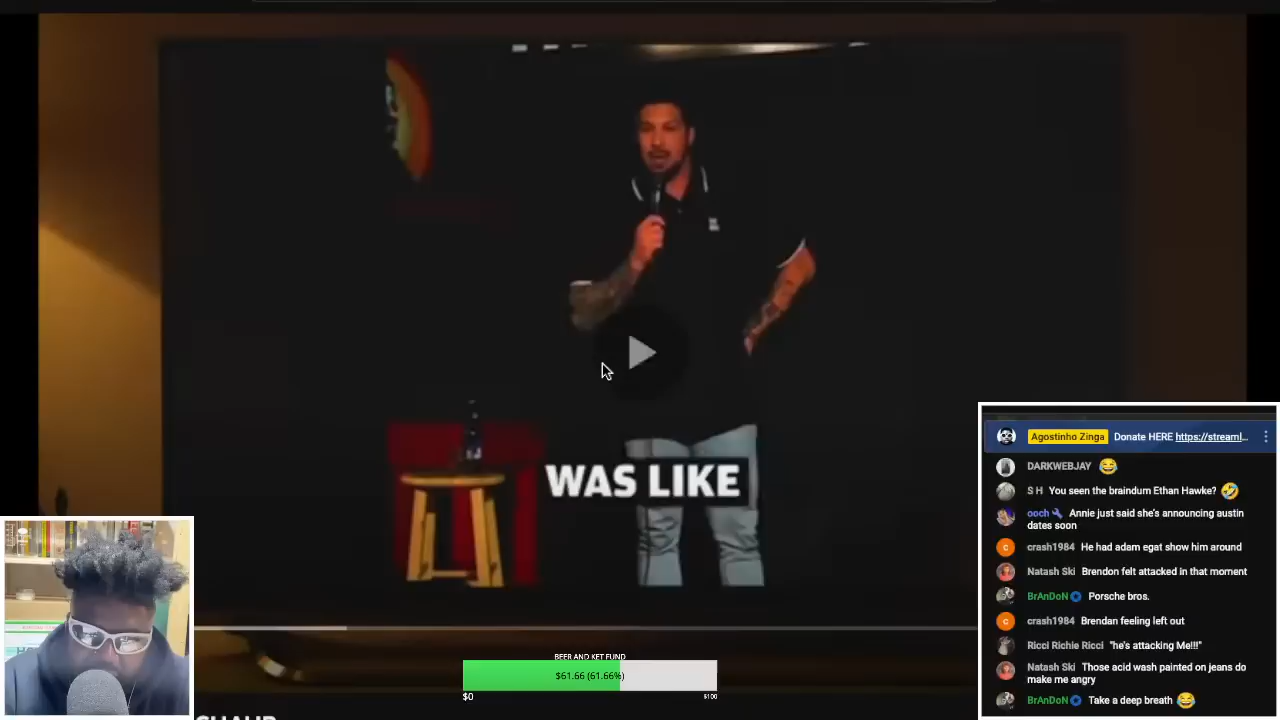 WAS LIKE
Agostinho Zinga Donate HERE https://streaml...
DARKWEBJAY
S H You seen the braindum Ethan Hawke?
ooch Annie just said she's announcing austin
dates soon
crash1984 He had adam egat show him around
Natash Ski Brendon felt attacked in that moment
BrAnDoN Porsche bros.
crash1984 Brendan feeling left out
Ricci Richie Ricci "he's attacking Me!!!"
Natash Ski Those acid wash painted on jeans do
make me angry
BrAnDoN Take a deep breath
BEER AND KET FUND
$61.66 (61.66%)
$0 $100